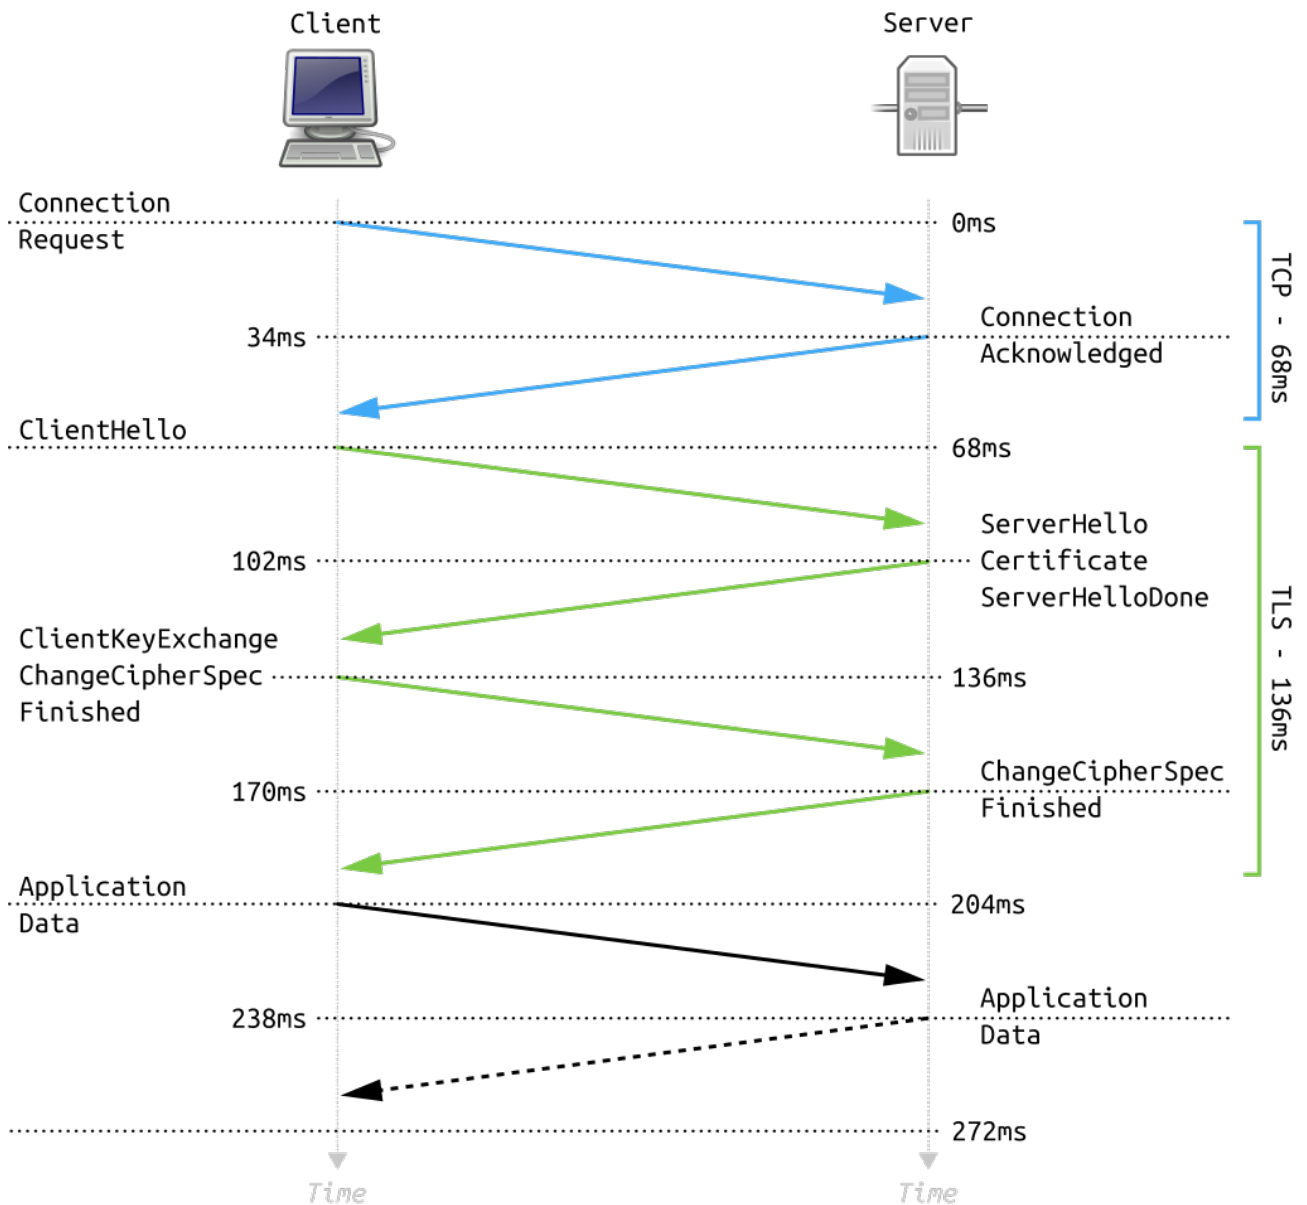 Client
Server
Connection
Request
0ms
Connection
34ms
Acknowledged
TCP - 68ms
ClientHello
68ms
ServerHello
102ms
Certificate
ServerHelloDone
TLS - 136ms
ClientKeyExchange
ChangeCipherSpec
136ms
Finished
ChangeCipherSpec
170ms
Finished
Application
Data
204ms
Application
238ms
Data
272ms
Time
Time